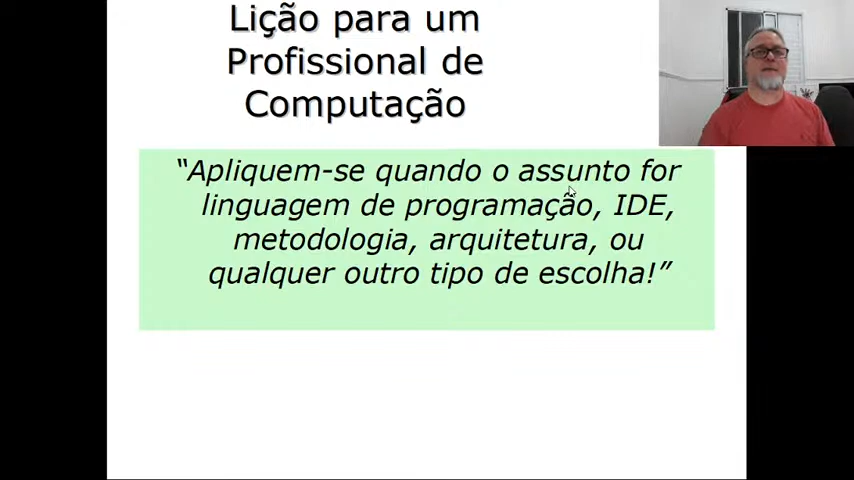 Lição para um
Profissional de
Computação
“Apliquem-se quando o assunto for
linguagem de programação, IDE,
metodologia, arquitetura, ou
qualquer outro tipo de escolha!”